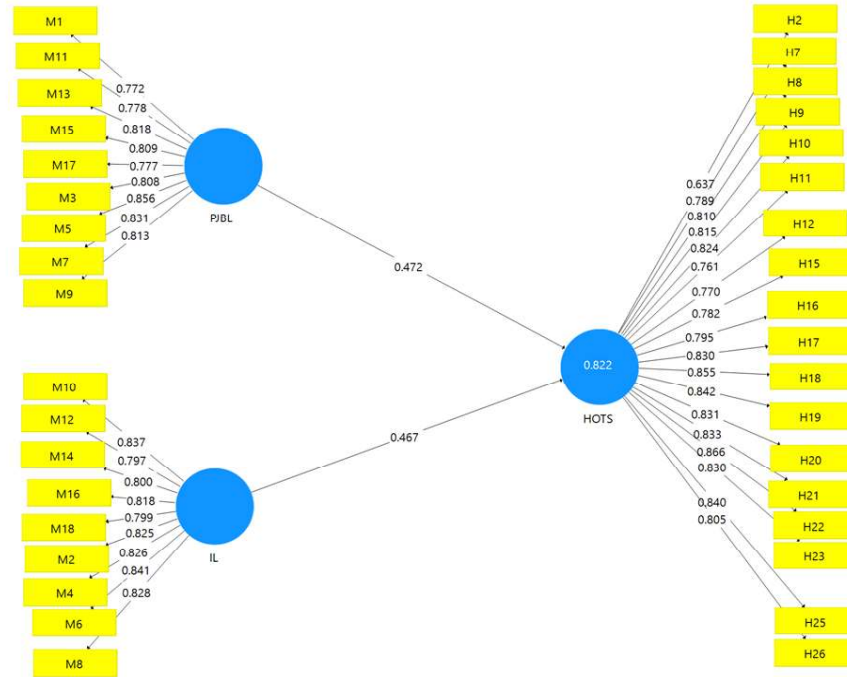 M1
M11
M13
M15
M17
M3
M5
M7
M9
0.772
0.778
0.818
0.809
0.777
0.808
0.856
0.831
0.813
PJBL
0.472
M10
M12
M14
M16
M18
M2
M4
M6
M8
0.837
0.797
0.800
0.818
0.799
0.825
0.826
0.841
0.828
IL
0.467
0.822
HOTS
0.637
0.789
0.810
0.815
0.824
0.761
0.770
0.782
0.795
0.830
0.855
0.842
0.831
0.833
0.866
0.830
0.840
0.805
H2
H7
H8
H9
H10
H11
H12
H15
H16
H17
H18
H19
H20
H21
H22
H23
H25
H26